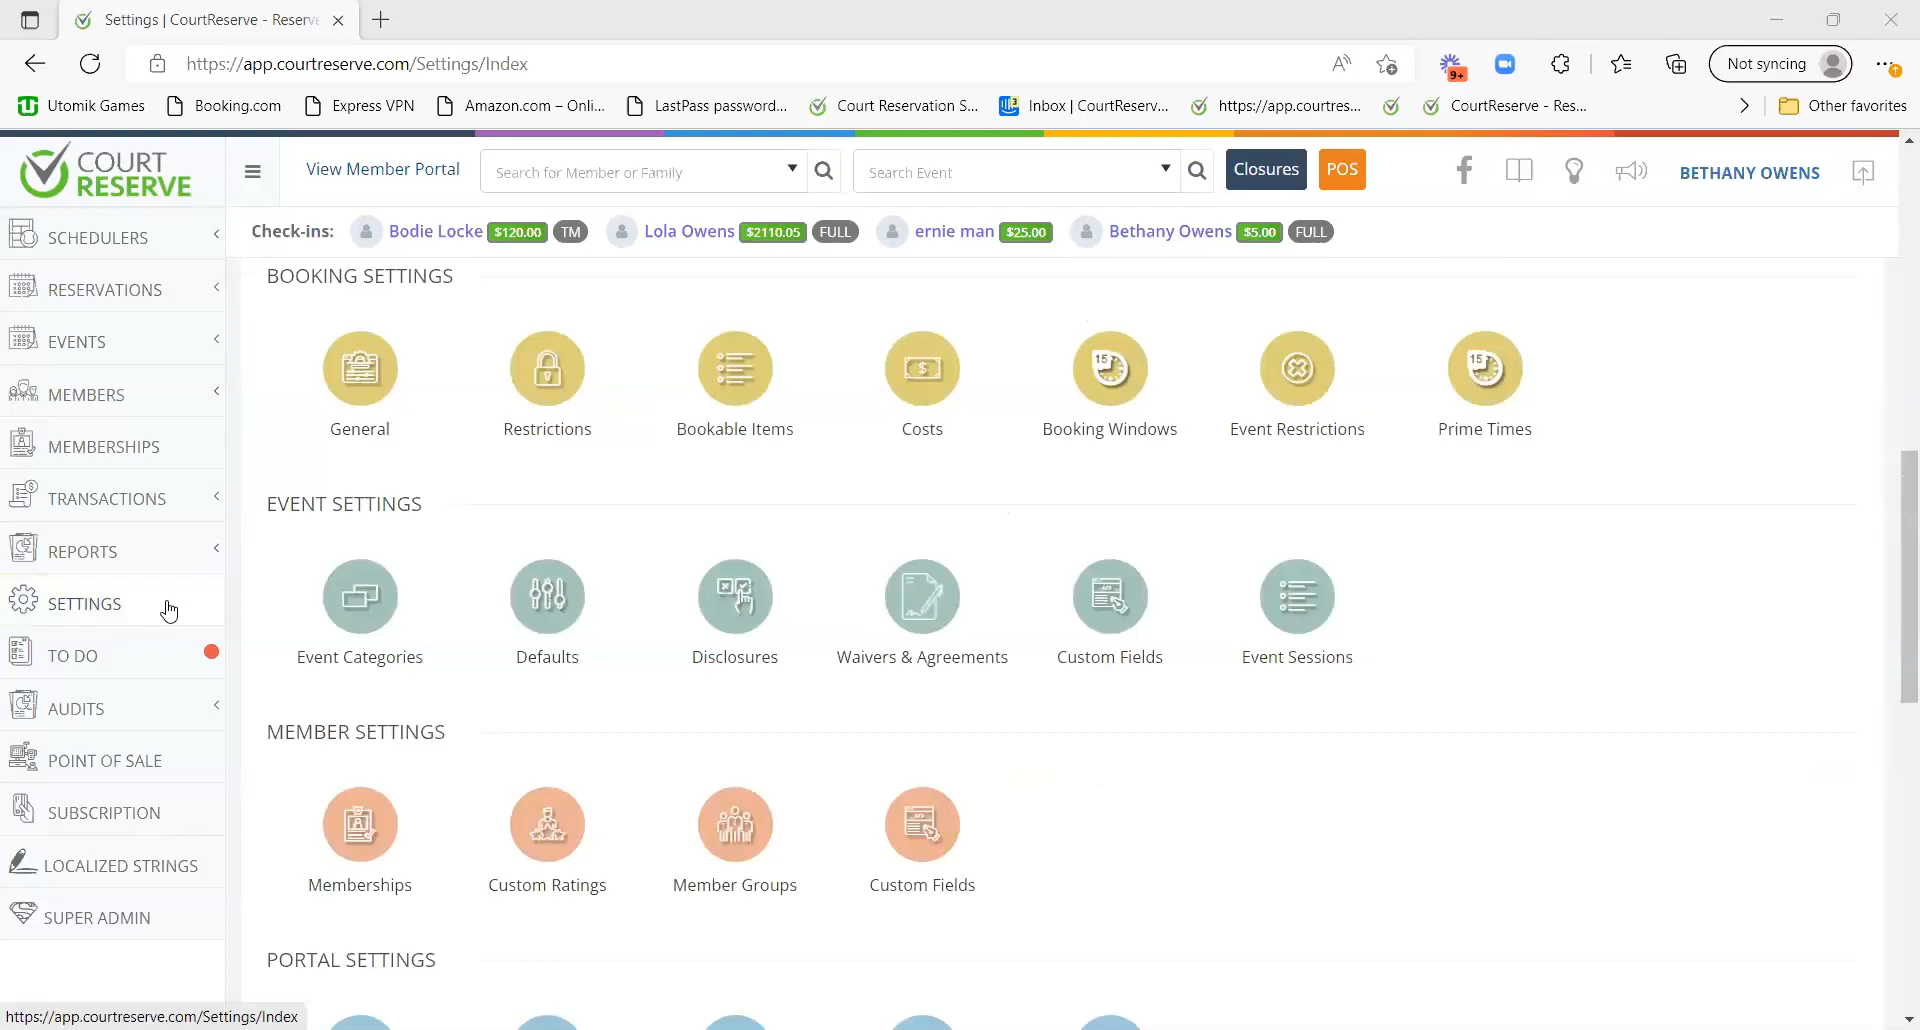 Settings | CourtReserve - Reserv
https://app.courtreserve.com/Settings/Index
9+
Not syncing
Utomik Games
Booking.com
Express VPN
Amazon.com – Onli...
LastPass password...
Court Reservation S...
3
Inbox | CourtReserv...
https://app.courtres...
CourtReserve - Res...
Other favorites
COURT
RESERVE
View Member Portal
Search for Member or Family
Search Event
Closures
POS
BETHANY OWENS
Check-ins:
Bodie Locke $120.00 TM
Lola Owens $2110.05 FULL
ernie man $25.00
Bethany Owens $5.00 FULL
SCHEDULERS
RESERVATIONS
EVENTS
MEMBERS
MEMBERSHIPS
TRANSACTIONS
REPORTS
SETTINGS
TO DO
AUDITS
POINT OF SALE
SUBSCRIPTION
LOCALIZED STRINGS
SUPER ADMIN
BOOKING SETTINGS
15
15
General
Restrictions
Bookable Items
Costs
Booking Windows
Event Restrictions
Prime Times
EVENT SETTINGS
Event Categories
Defaults
Disclosures
Waivers & Agreements
Custom Fields
Event Sessions
MEMBER SETTINGS
Memberships
Custom Ratings
Member Groups
Custom Fields
PORTAL SETTINGS
https://app.courtreserve.com/Settings/Index